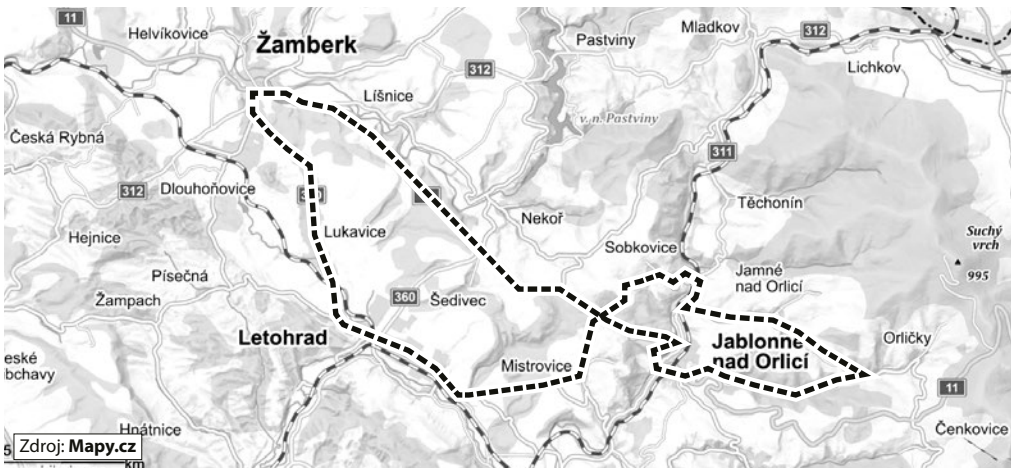 11
Helvíkovice
Žamberk
Líšnice
312
Pastviny
Mladkov
312
Lichkov
v. n. Pastviny
Česká Rybná
312
Dlouhoňovice
311
Těchonín
Hejnice
Lukavice
Nekoř
Sobkovice
Suchý
vrch
995
Písečná
Žampach
360
Šedivec
Jamné
nad Orlicí
Letohrad
Mistrovice
Jablonné
nad Orlicí
Orličky
11
Čenkovice
Zdroj: Mapy.cz
km